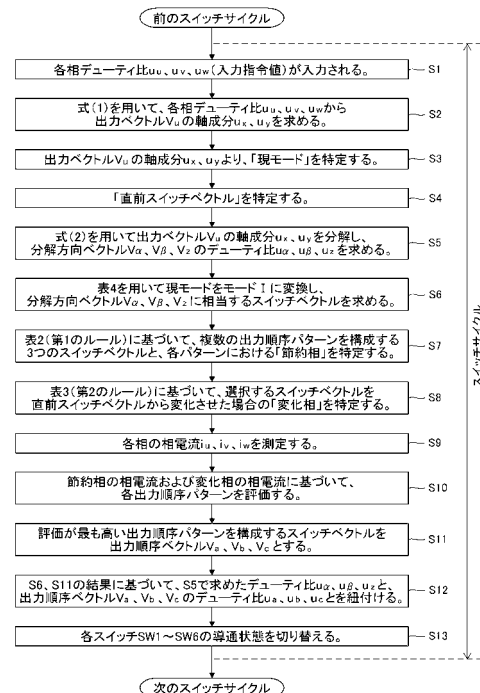 前のスイッチサイクル
各相デューティ比uu、uv、uw(入力指令値)が入力される。
S1
式(1)を用いて、各相デューティ比uu、uv、uwから
出力ベクトルVuの軸成分ux、uyを求める。
S2
出力ベクトルVuの軸成分ux、uyより、「現モード」を特定する。
S3
「直前スイッチベクトル」を特定する。
S4
式(2)を用いて出力ベクトルVuの軸成分ux、uyを分解し、
分解方向ベクトルVα、Vβ、Vzのデューティ比uα、uβ、uzを求める。
S5
表4を用いて現モードをモードⅠに変換し、
分解方向ベクトルVα、Vβ、Vzに相当するスイッチベクトルを求める。
S6
表2(第1のルール)に基づいて、複数の出力順序パターンを構成する
3つのスイッチベクトルと、各パターンにおける「節約相」を特定する。
S7
表3(第2のルール)に基づいて、選択するスイッチベクトルを
直前スイッチベクトルから変化させた場合の「変化相」を特定する。
S8
各相の相電流iu、iv、iwを測定する。
S9
節約相の相電流および変化相の相電流に基づいて、
各出力順序パターンを評価する。
S10
評価が最も高い出力順序パターンを構成するスイッチベクトルを
出力順序ベクトルVa、Vb、Vcとする。
S11
S6、S11の結果に基づいて、S5で求めたデューティ比uα、uβ、uzと、
出力順序ベクトルVa、Vb、Vcのデューティ比ua、ub、ucとを紐付ける。
S12
各スイッチSW1~SW6の導通状態を切り替える。
S13
次のスイッチサイクル
スイッチサイクル